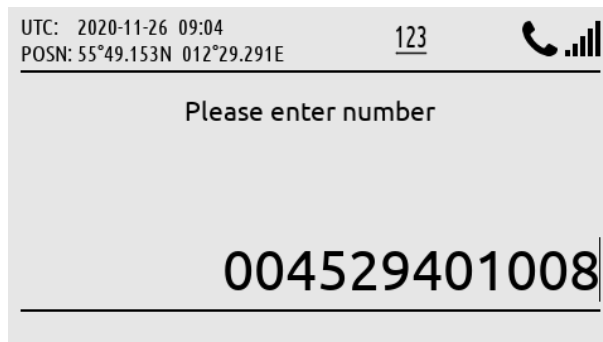 UTC: 2020-11-26 09:04
POSN: 55°49.153N 012°29.291E
123
Please enter number
004529401008